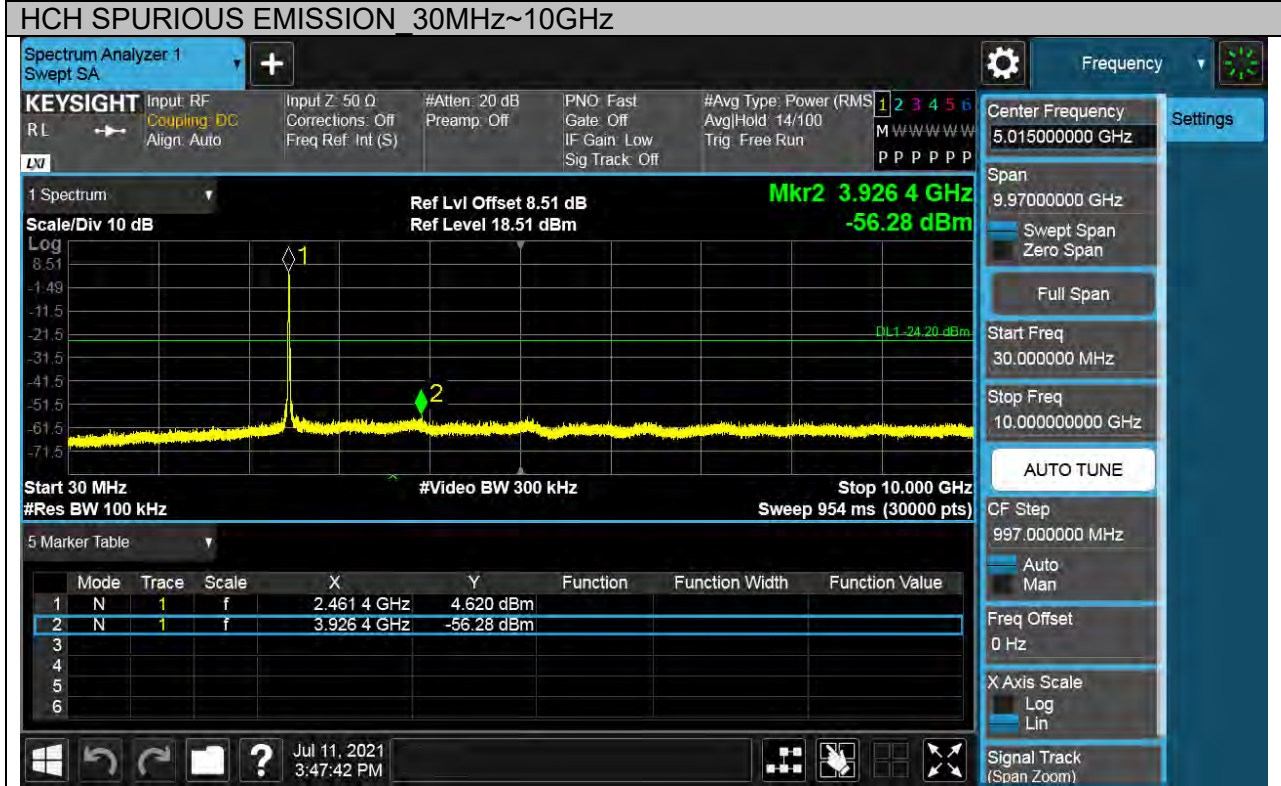 HCH SPURIOUS EMISSION_30MHz~10GHz
Spectrum Analyzer 1
Swept SA
+
Frequency
KEYSIGHT
RL
LXI
Input: RF
Coupling: DC
Align: Auto
Input Z: 50 Ω
Corrections: Off
Freq Ref: Int (S)
#Atten: 20 dB
Preamp: Off
PNO: Fast
Gate: Off
IF Gain: Low
Sig Track: Off
#Avg Type: Power (RMS
Avg|Hold: 14/100
Trig: Free Run
1 2 3 4 5 6
M W W W W W
P P P P P P
Center Frequency
5.015000000 GHz
Settings
1 Spectrum
Scale/Div 10 dB
Ref Lvl Offset 8.51 dB
Ref Level 18.51 dBm
Mkr2 3.926 4 GHz
-56.28 dBm
Log
8.51
-1.49
-11.5
-21.5
-31.5
-41.5
-51.5
-61.5
-71.5
1
2
DL1 -24.20 dBm
Start 30 MHz
#Res BW 100 kHz
#Video BW 300 kHz
Stop 10.000 GHz
Sweep 954 ms (30000 pts)
Span
9.97000000 GHz
Swept Span
Zero Span
Full Span
Start Freq
30.000000 MHz
Stop Freq
10.000000000 GHz
AUTO TUNE
CF Step
997.000000 MHz
Auto
Man
Freq Offset
0 Hz
X Axis Scale
Log
Lin
Signal Track
(Span Zoom)
5 Marker Table
Mode Trace Scale X Y Function Function Width Function Value
1 N 1 f 2.461 4 GHz 4.620 dBm
2 N 1 f 3.926 4 GHz -56.28 dBm
3
4
5
6
?
Jul 11, 2021
3:47:42 PM